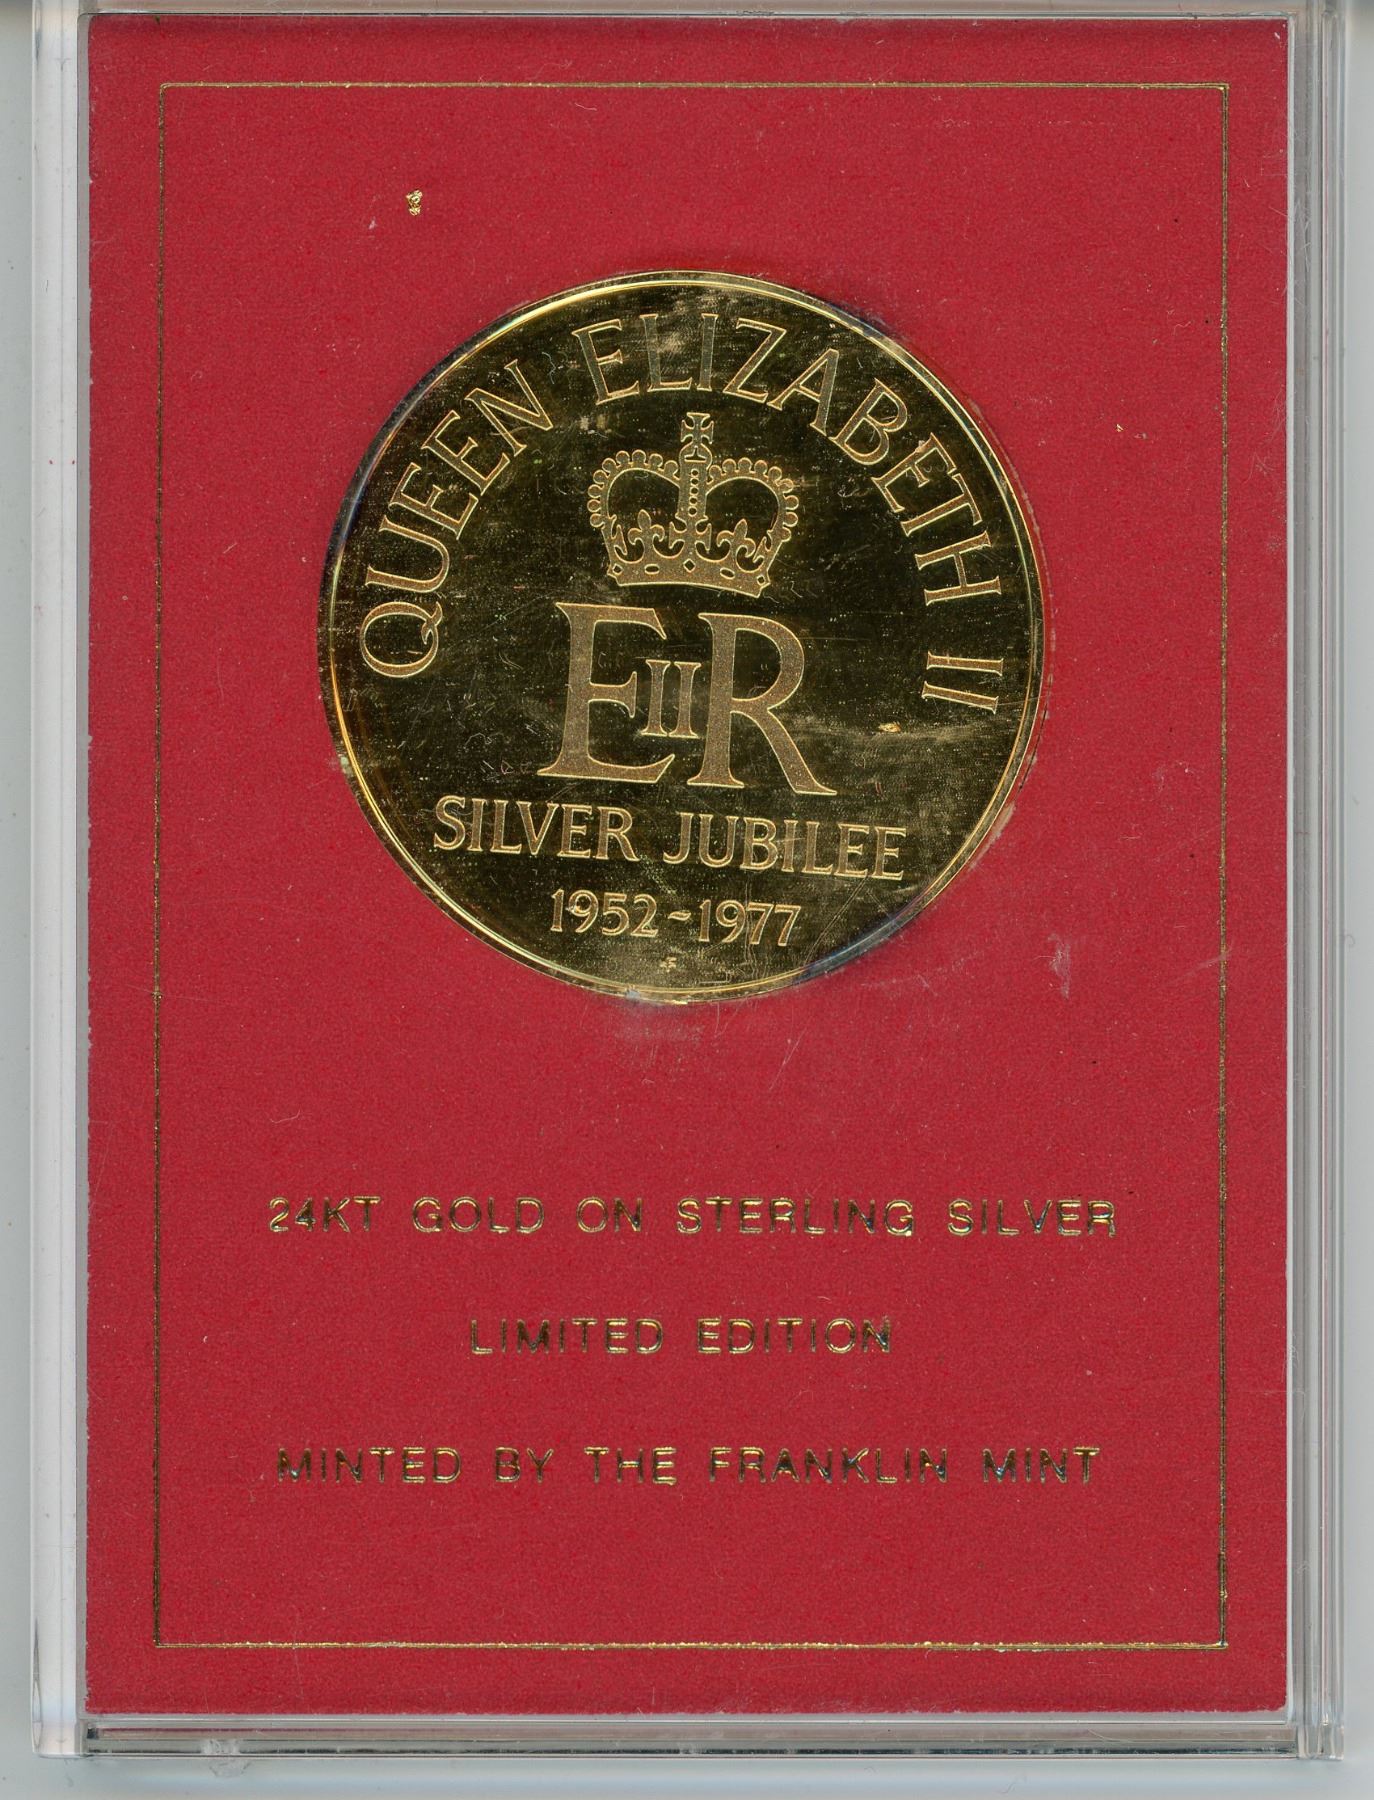 QUEEN ELIZABETH II
EIIR
SILVER JUBILEE
1952-1977
24KT GOLD ON STERLING SILVER
LIMITED EDITION
MINTED BY THE FRANKLIN MINT